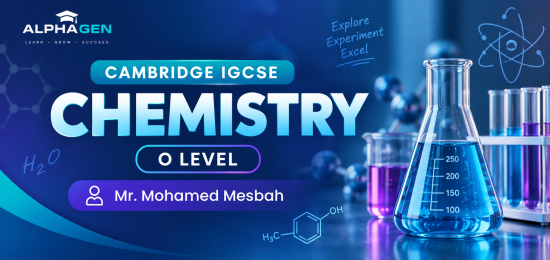 ALPHAGEN
LEARN - GROW - SUCCEED
Explore
Experiment
Excel
CAMBRIDGE IGCSE
CHEMISTRY
O LEVEL
H₂O
Mr. Mohamed Mesbah
250
200
150
100
OH
H₃C